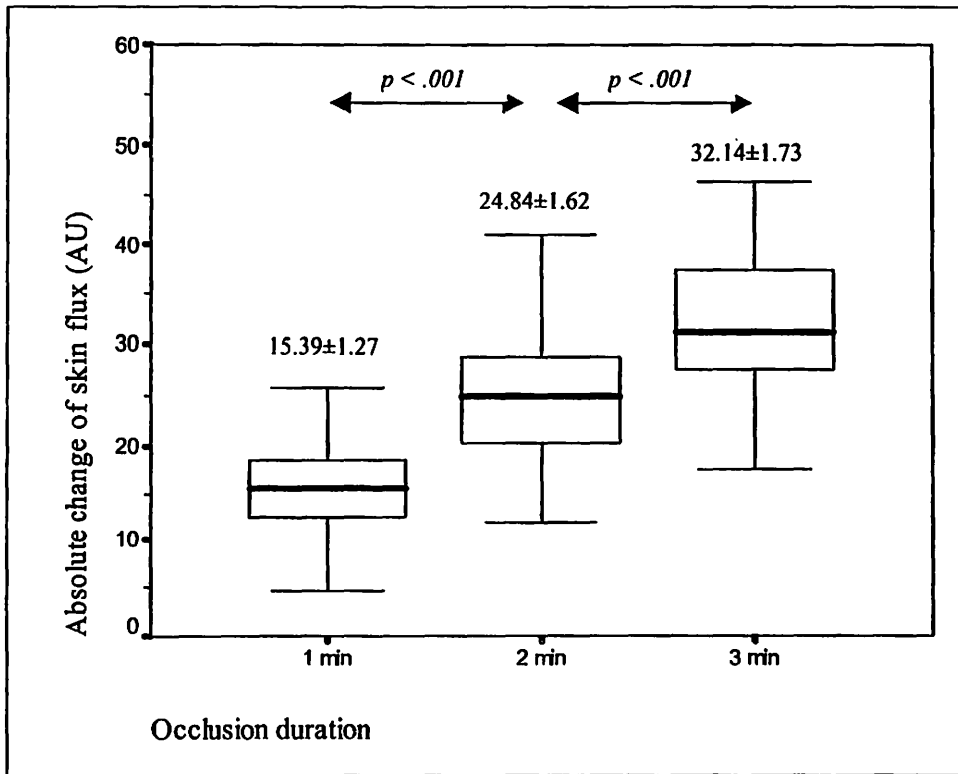 60
p < .001
p < .001
50
32.14±1.73
24.84±1.62
40
30
15.39±1.27
20
10
0
Absolute change of skin flux (AU)
1 min
2 min
3 min
Occlusion duration